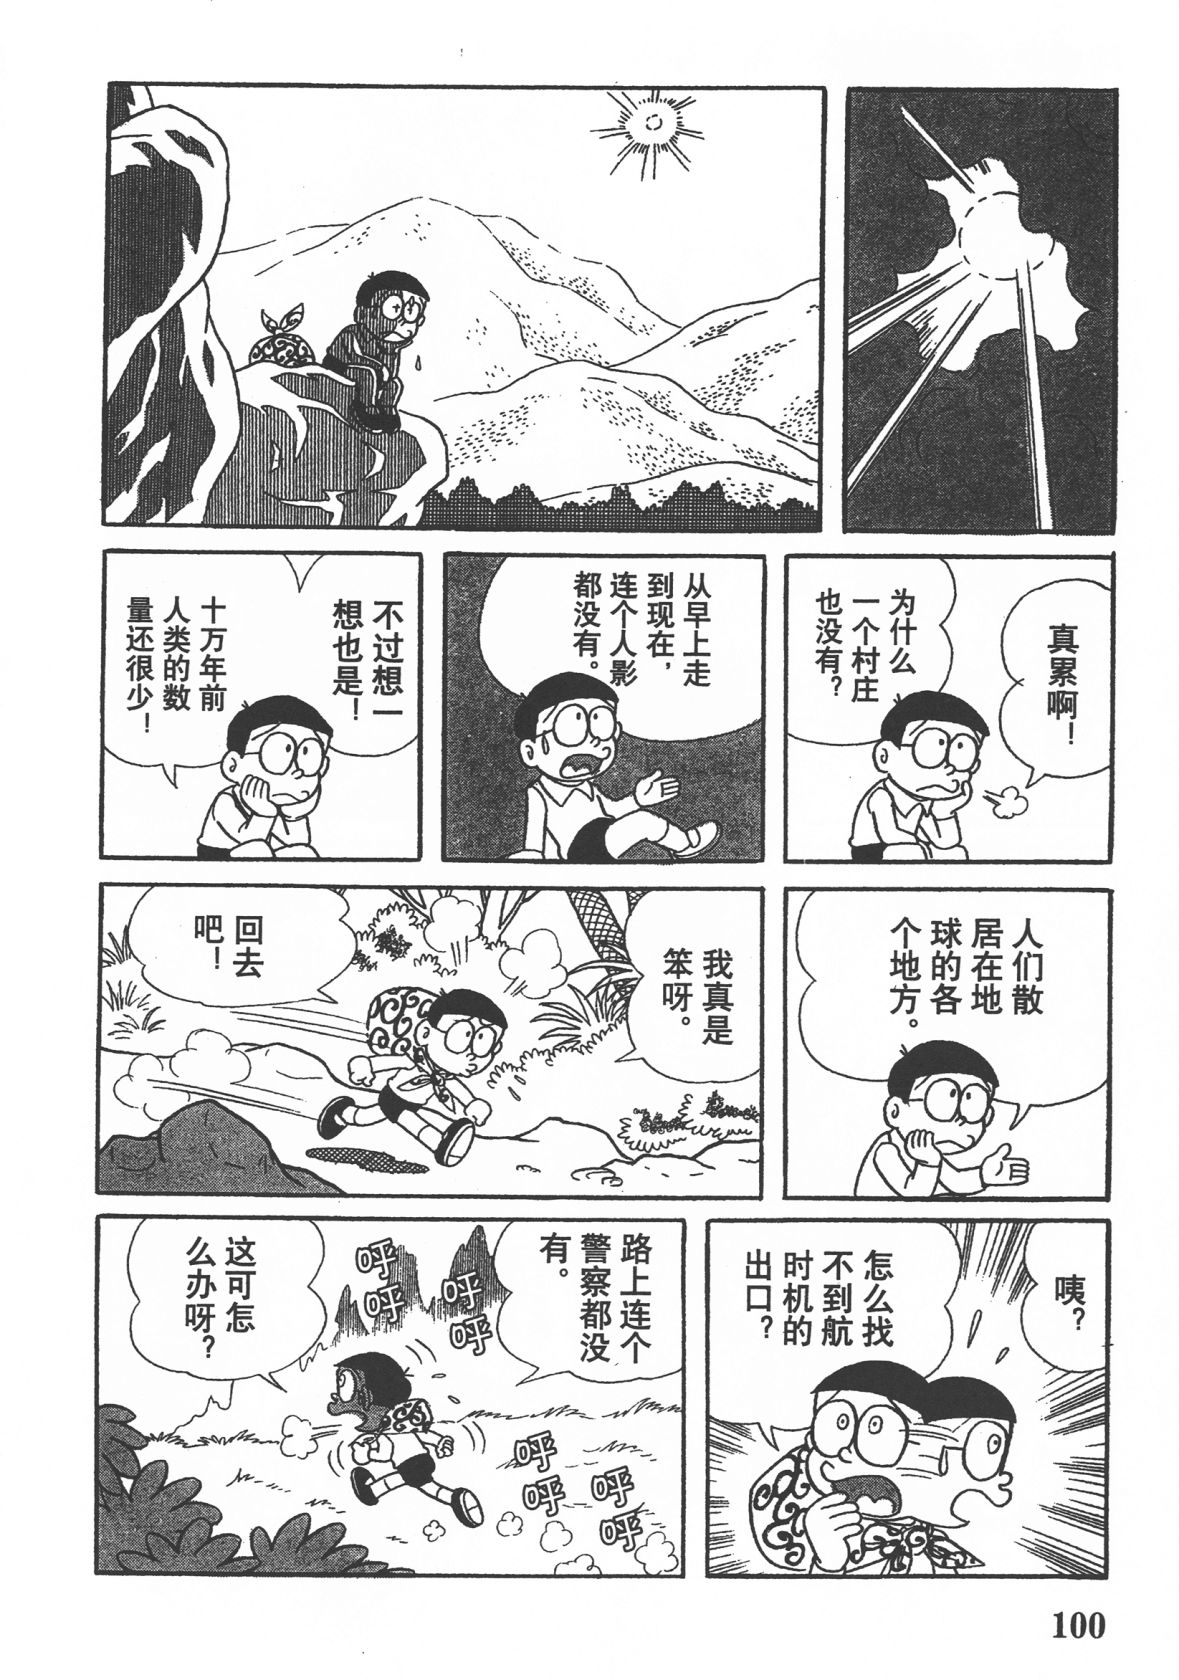 真累啊！
为什么
一个村庄
也没有？
从早上走
到现在，
连个人影
都没有。
不过想一
想也是！
十万年前
人类的数
量还很少！
人们散
居在地
球的各
个地方。
我真是
笨呀。
回去
吧！
咦？
怎么找
不到航
时机的
出口？
路上连个
警察都没
有。
呼
呼
呼
呼
呼
呼
呼
呼
这可怎
么办呀？
100